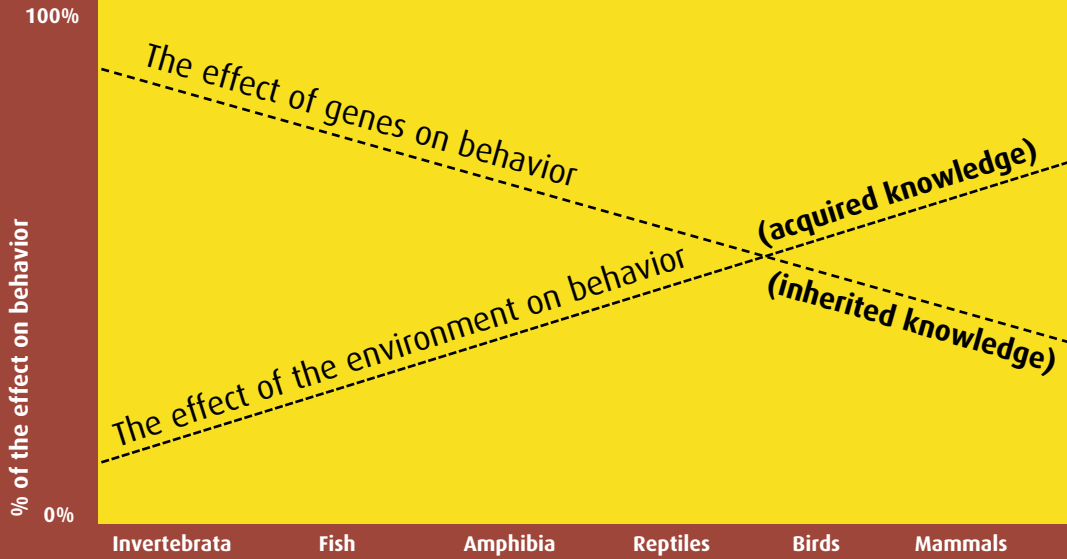 100%
The effect of genes on behavior
(acquired knowledge)
The effect of the environment on behavior
(inherited knowledge)
% of the effect on behavior
0%
Invertebrata Fish Amphibia Reptiles Birds Mammals